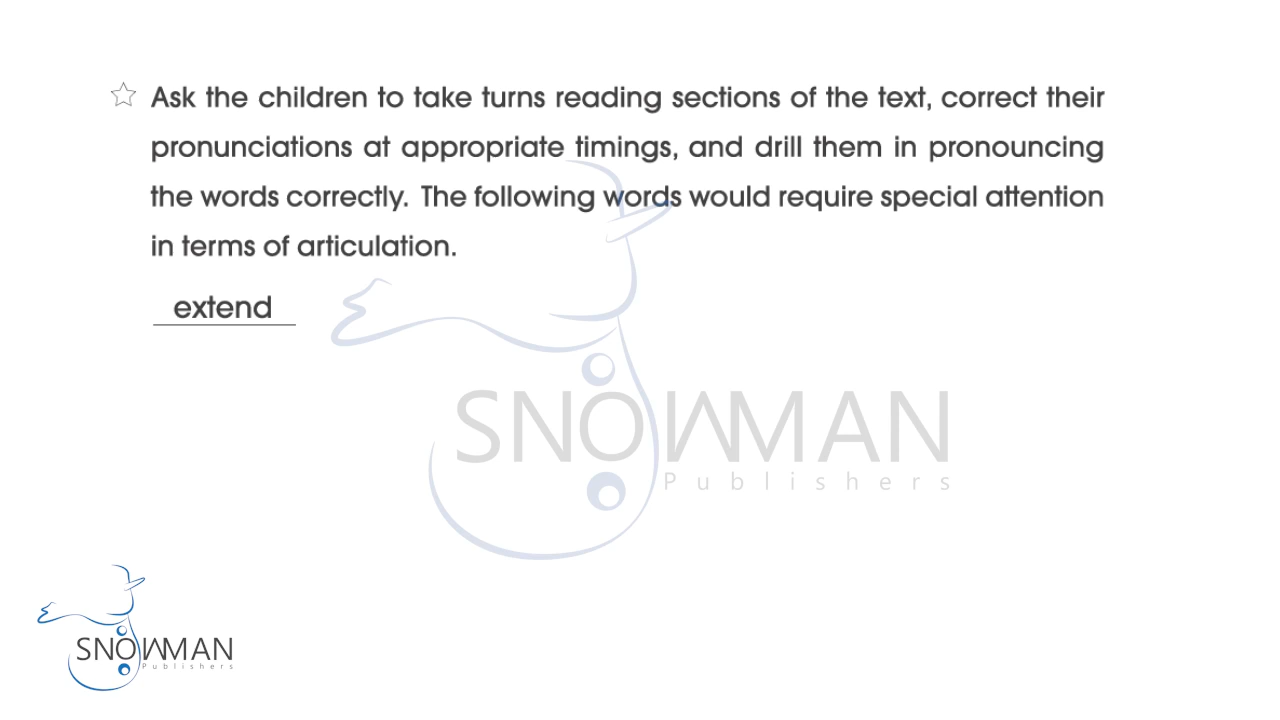 Ask the children to take turns reading sections of the text, correct their
pronunciations at appropriate timings, and drill them in pronouncing
the words correctly. The following words would require special attention
in terms of articulation.
extend
SNOWMAN
Publishers
SNOWMAN
Publishers